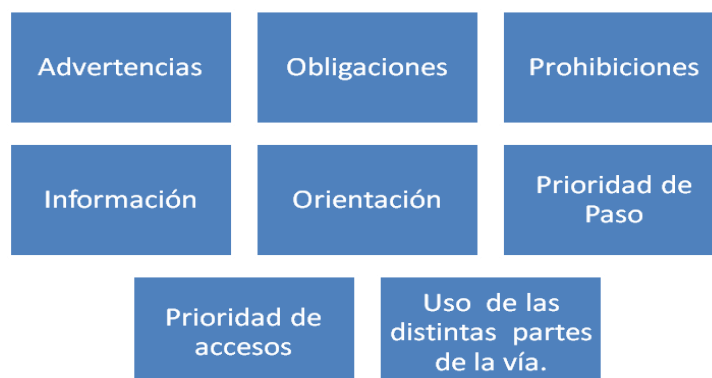 Advertencias
Obligaciones
Prohibiciones
Información
Orientación
Prioridad de
Paso
Prioridad de
accesos
Uso de las
distintas partes
de la vía.